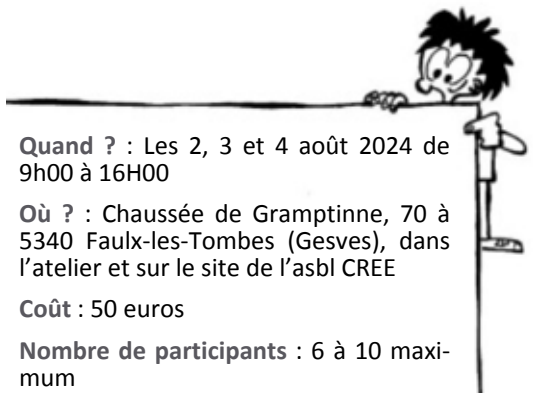 Quand ? : Les 2, 3 et 4 août 2024 de
9h00 à 16H00
Où ? : Chaussée de Gramptinne, 70 à
5340 Faulx-les-Tombes (Gesves), dans
l’atelier et sur le site de l’asbl CREE
Coût : 50 euros
Nombre de participants : 6 à 10 maxi-
mum